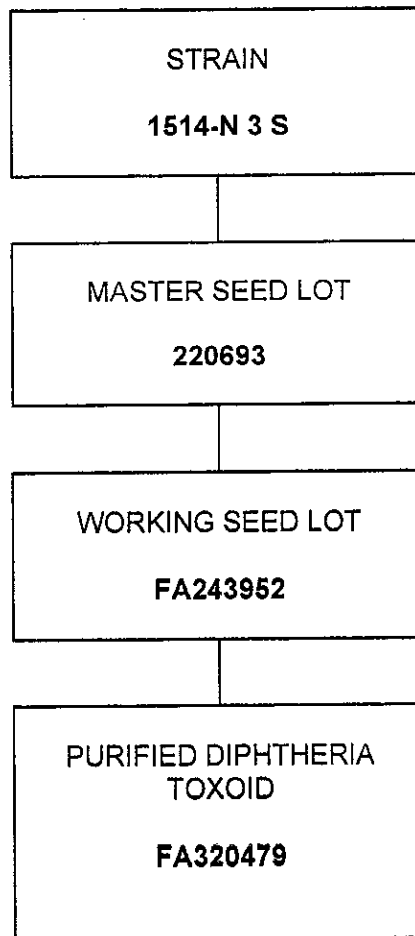 STRAIN
1514-N 3 S
MASTER SEED LOT
220693
WORKING SEED LOT
FA243952
PURIFIED DIPHTHERIA
TOXOID
FA320479